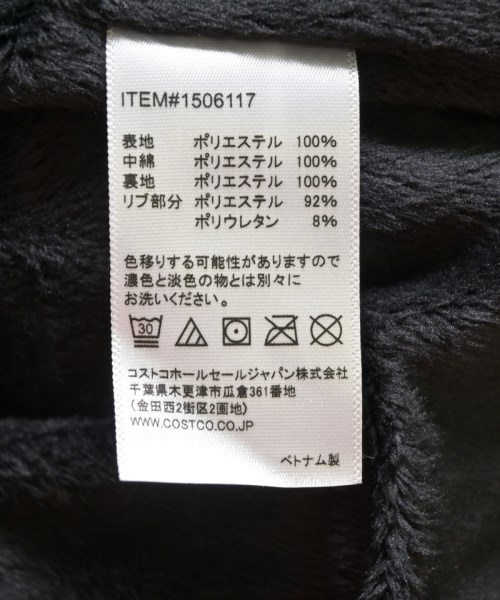 ITEM#1506117
表地 ポリエステル 100%
中綿 ポリエステル 100%
裏地 ポリエステル 100%
リブ部分 ポリエステル 92%
ポリウレタン 8%
色移りする可能性がありますので
濃色と淡色の物とは別々に
お洗いください。
30
コストコホールセールジャパン株式会社
千葉県木更津市瓜倉361番地
(金田西2街区2画地)
WWW.COSTCO.CO.JP
ベトナム製